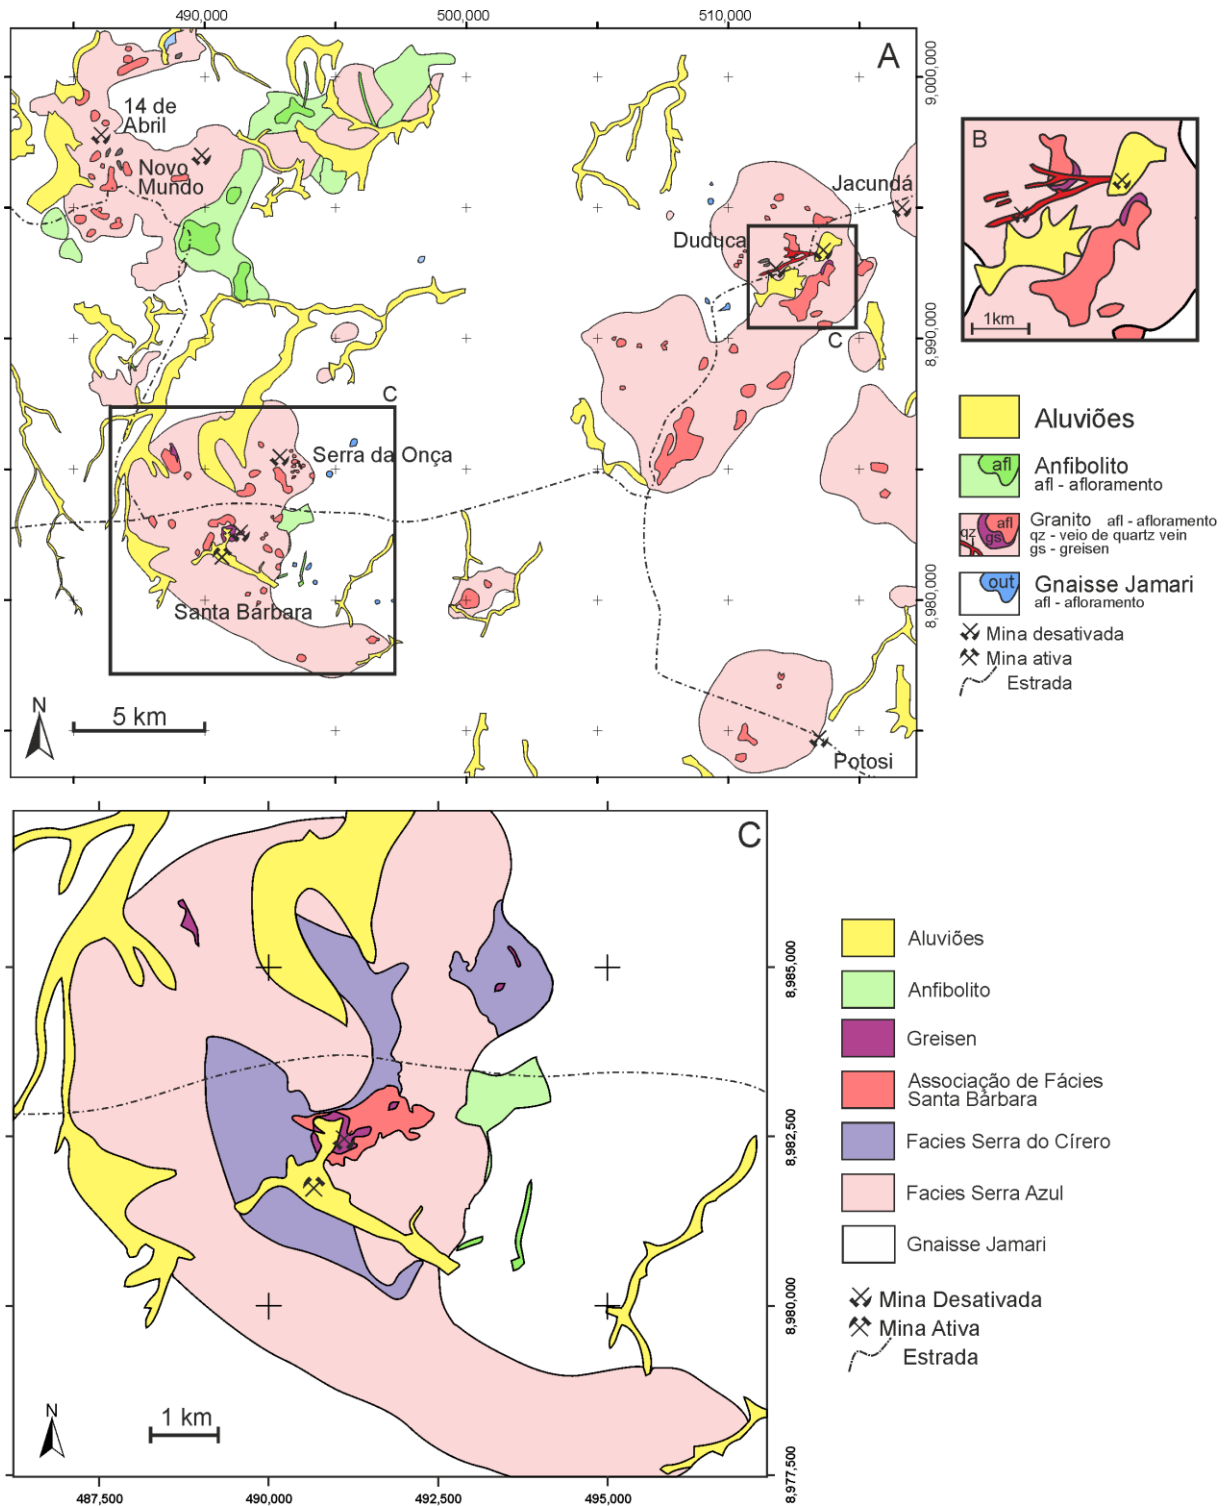 490,000
500,000
510,000
A
9,000,000
14 de
Abril
Novo
Mundo
Jacundá
Duduca
C
8,990,000
B
1km
Aluviões
afl
Anfibolito
afl - afloramento
qz
afl
gs
Granito afl - afloramento
qz - veio de quartz vein
gs - greisen
out
Gnaisse Jamari
afl - afloramento
Mina desativada
Mina ativa
Estrada
C
Serra da Onça
Santa Bárbara
8,980,000
N
5 km
Potosi
C
8,985,000
8,982,500
8,980,000
8,977,500
N
1 km
487,500
490,000
492,500
495,000
Aluviões
Anfibolito
Greisen
Associação de Fácies
Santa Bárbara
Facies Serra do Círero
Facies Serra Azul
Gnaisse Jamari
Mina Desativada
Mina Ativa
Estrada